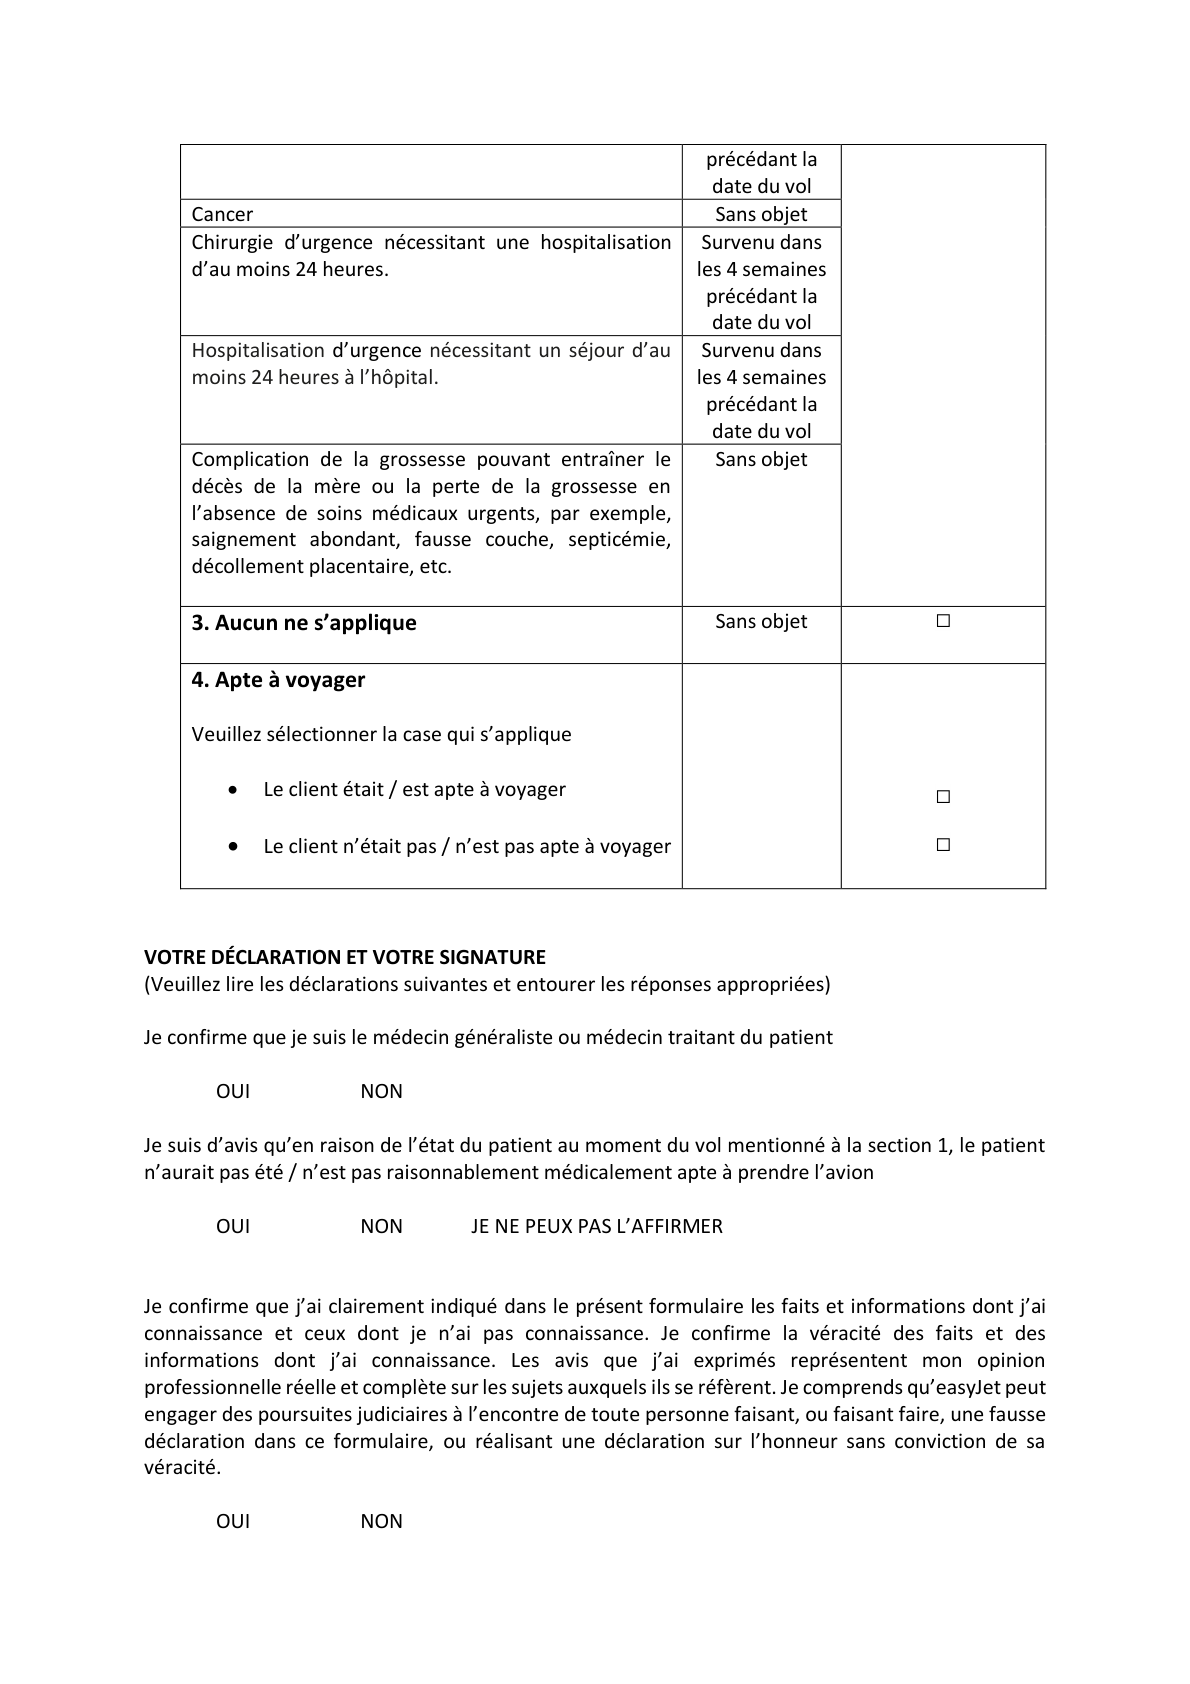 précédant la
date du vol
Cancer
Sans objet
Chirurgie d’urgence nécessitant une hospitalisation
d’au moins 24 heures.
Survenu dans
les 4 semaines
précédant la
date du vol
Hospitalisation d’urgence nécessitant un séjour d’au
moins 24 heures à l’hôpital.
Survenu dans
les 4 semaines
précédant la
date du vol
Complication de la grossesse pouvant entraîner le
décès de la mère ou la perte de la grossesse en
l’absence de soins médicaux urgents, par exemple,
saignement abondant, fausse couche, septicémie,
décollement placentaire, etc.
Sans objet
3. Aucun ne s’applique
Sans objet
☐
4. Apte à voyager
Veuillez sélectionner la case qui s’applique
• Le client était / est apte à voyager
☐
• Le client n’était pas / n’est pas apte à voyager
☐
VOTRE DÉCLARATION ET VOTRE SIGNATURE
(Veuillez lire les déclarations suivantes et entourer les réponses appropriées)
Je confirme que je suis le médecin généraliste ou médecin traitant du patient
OUI NON
Je suis d’avis qu’en raison de l’état du patient au moment du vol mentionné à la section 1, le patient
n’aurait pas été / n’est pas raisonnablement médicalement apte à prendre l’avion
OUI NON JE NE PEUX PAS L’AFFIRMER
Je confirme que j’ai clairement indiqué dans le présent formulaire les faits et informations dont j’ai
connaissance et ceux dont je n’ai pas connaissance. Je confirme la véracité des faits et des
informations dont j’ai connaissance. Les avis que j’ai exprimés représentent mon opinion
professionnelle réelle et complète sur les sujets auxquels ils se réfèrent. Je comprends qu’easyJet peut
engager des poursuites judiciaires à l’encontre de toute personne faisant, ou faisant faire, une fausse
déclaration dans ce formulaire, ou réalisant une déclaration sur l’honneur sans conviction de sa
véracité.
OUI NON